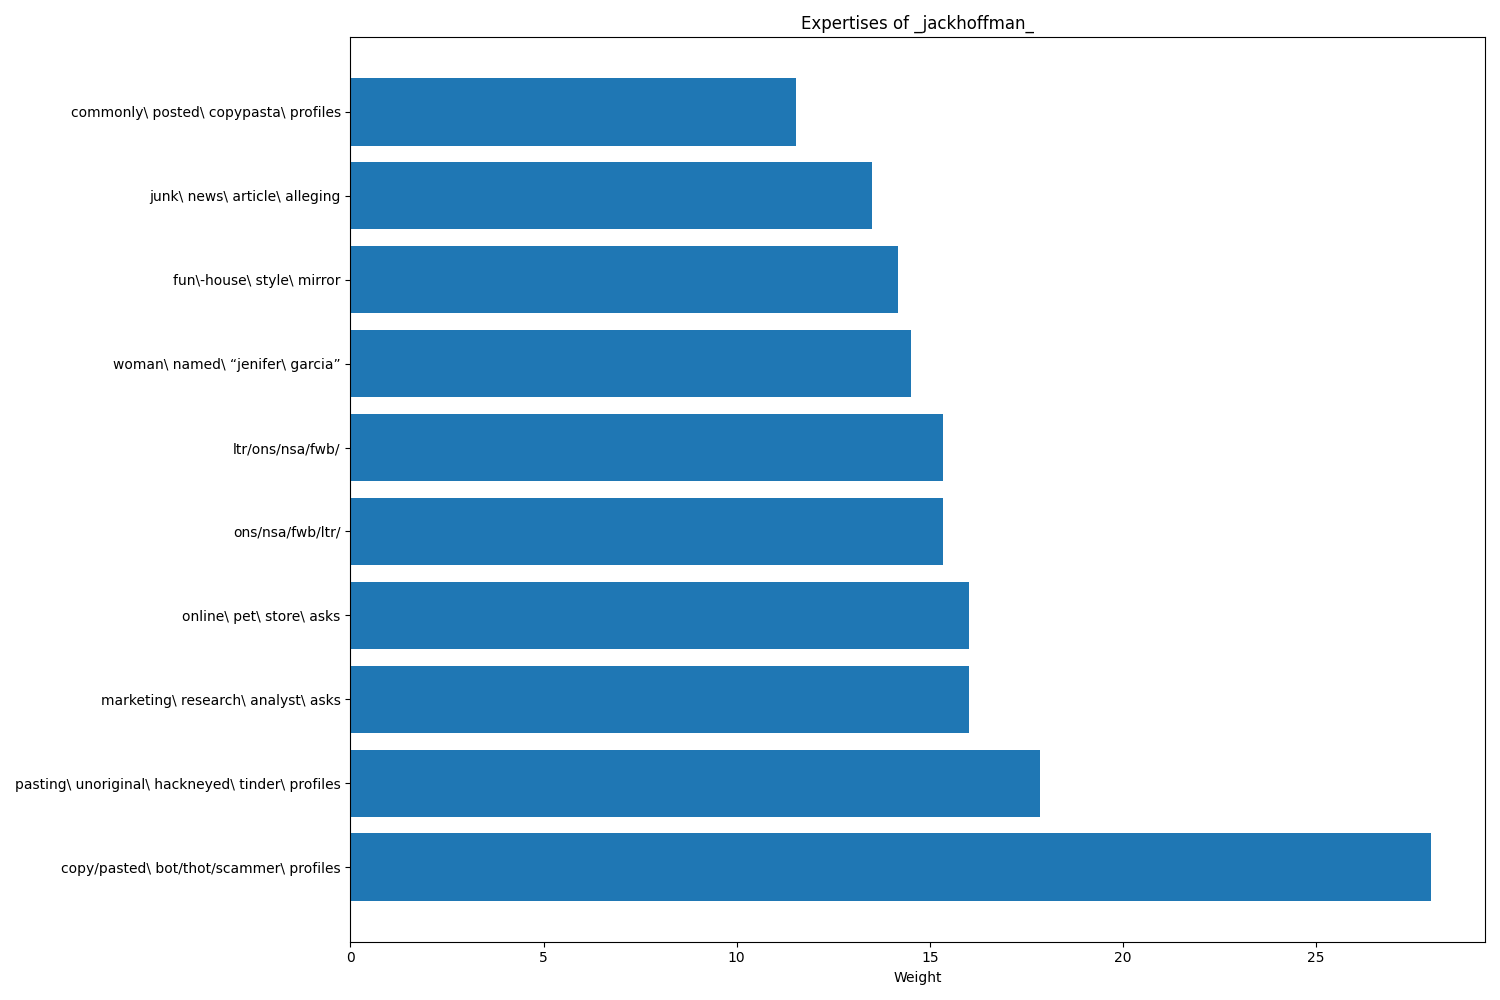 Expertises of _jackhoffman_
commonly\ posted\ copypasta\ profiles
junk\ news\ article\ alleging
fun\-house\ style\ mirror
woman\ named\ “jenifer\ garcia”
ltr/ons/nsa/fwb/
ons/nsa/fwb/ltr/
online\ pet\ store\ asks
marketing\ research\ analyst\ asks
pasting\ unoriginal\ hackneyed\ tinder\ profiles
copy/pasted\ bot/thot/scammer\ profiles
0 5 10 15 20 25
Weight